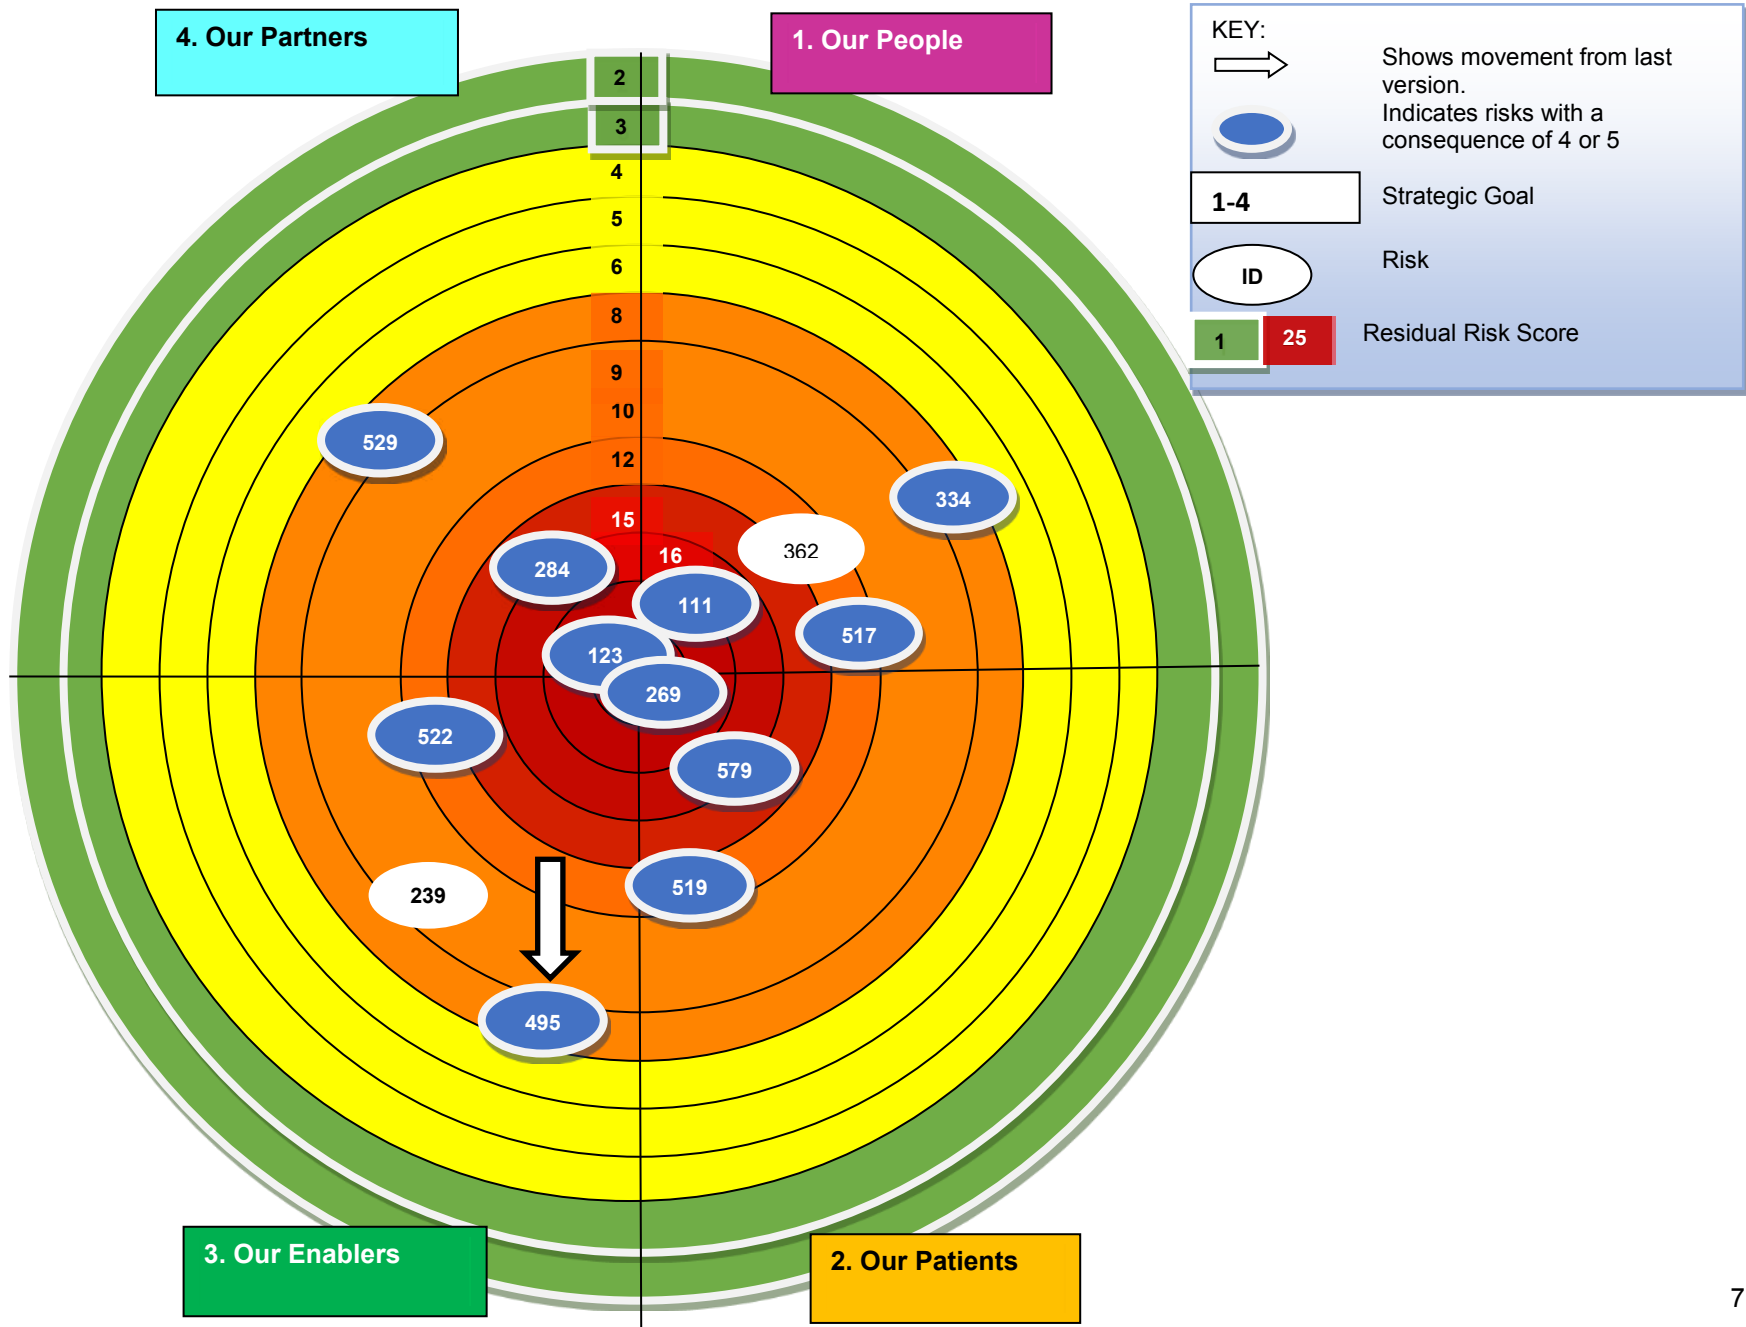 4. Our Partners
1. Our People
KEY:
Shows movement from last
version.
Indicates risks with a
consequence of 4 or 5
1-4
Strategic Goal
ID
Risk
1
25
Residual Risk Score
2
3
4
5
6
8
9
10
12
15
16
529
334
362
284
111
517
123
269
522
579
239
519
495
3. Our Enablers
2. Our Patients
7